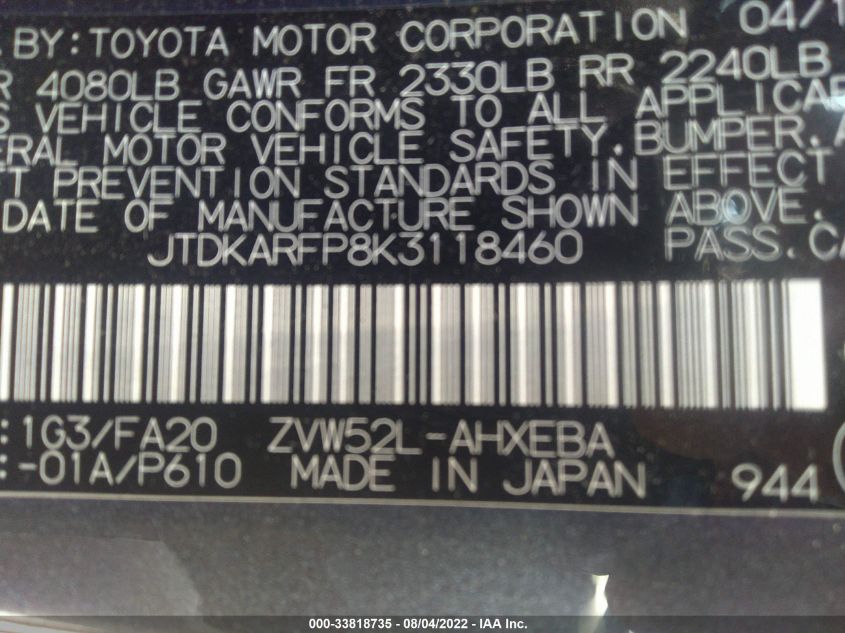 . BY: TOYOTA MOTOR CORPORATION 04/1
R 4080LB GAWR FR 2330LB RR 2240LB
S VEHICLE CONFORMS TO ALL APPLICAB
ERAL MOTOR VEHICLE SAFETY, BUMPER, A
T PREVENTION STANDARDS IN EFFECT
DATE OF MANUFACTURE SHOWN ABOVE.
JTDKARFP8K3118460 PASS. CA
:1G3/FA20 ZVW52L-AHXEBA
:-01A/P610 MADE IN JAPAN 944
000-33818735 - 08/04/2022 - IAA Inc.